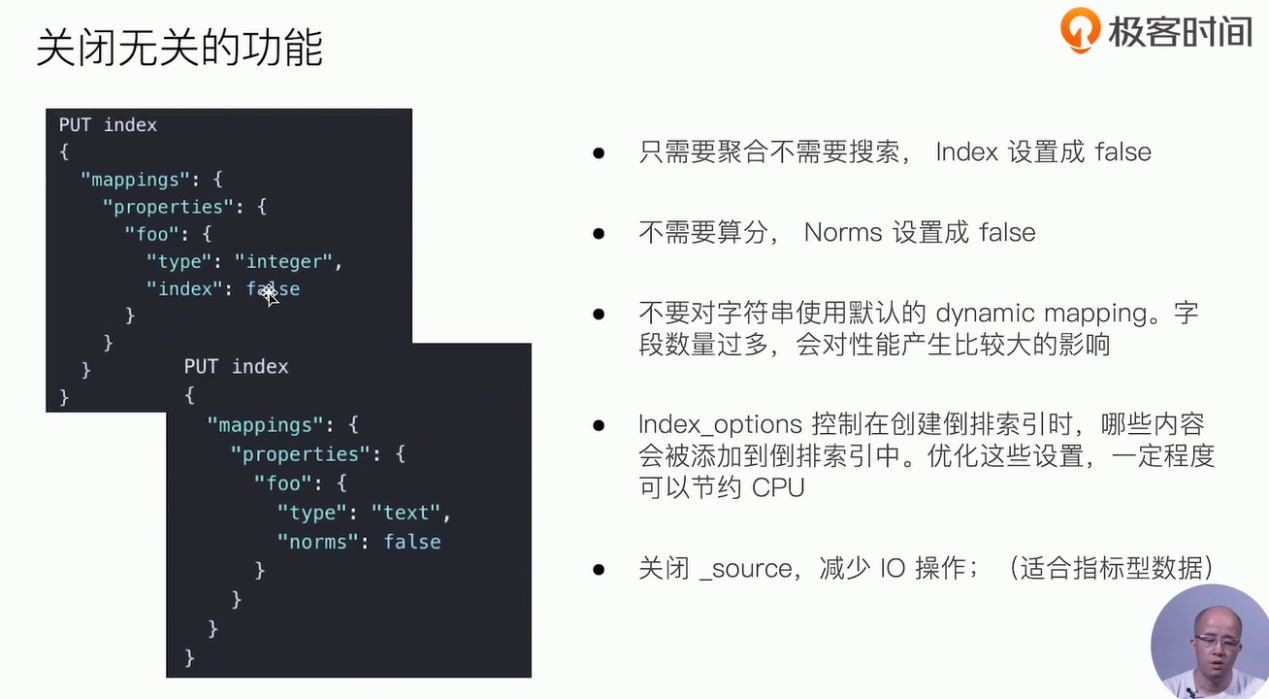 关闭无关的功能
极客时间
PUT index
{
"mappings": {
"properties": {
"foo": {
"type": "integer",
"index": false
}
}
}
}
PUT index
{
"mappings": {
"properties": {
"foo": {
"type": "text",
"norms": false
}
}
}
}
● 只需要聚合不需要搜索， Index 设置成 false
● 不需要算分， Norms 设置成 false
● 不要对字符串使用默认的 dynamic mapping。字
段数量过多，会对性能产生比较大的影响
● Index_options 控制在创建倒排索引时，哪些内容
会被添加到倒排索引中。优化这些设置，一定程度
可以节约 CPU
● 关闭 _source，减少 IO 操作；（适合指标型数据）